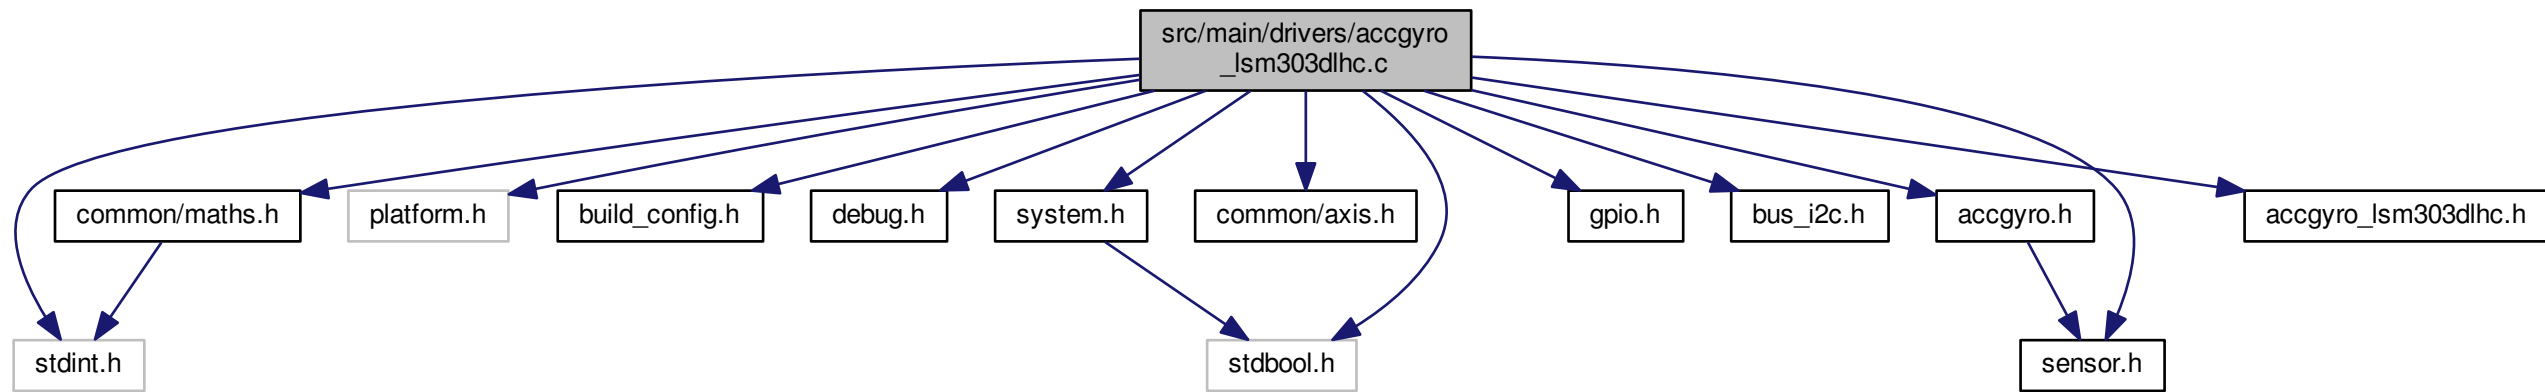 src/main/drivers/accgyro
_lsm303dlhc.c
common/maths.h
platform.h
build_config.h
debug.h
system.h
common/axis.h
gpio.h
bus_i2c.h
accgyro.h
accgyro_lsm303dlhc.h
stdint.h
stdbool.h
sensor.h